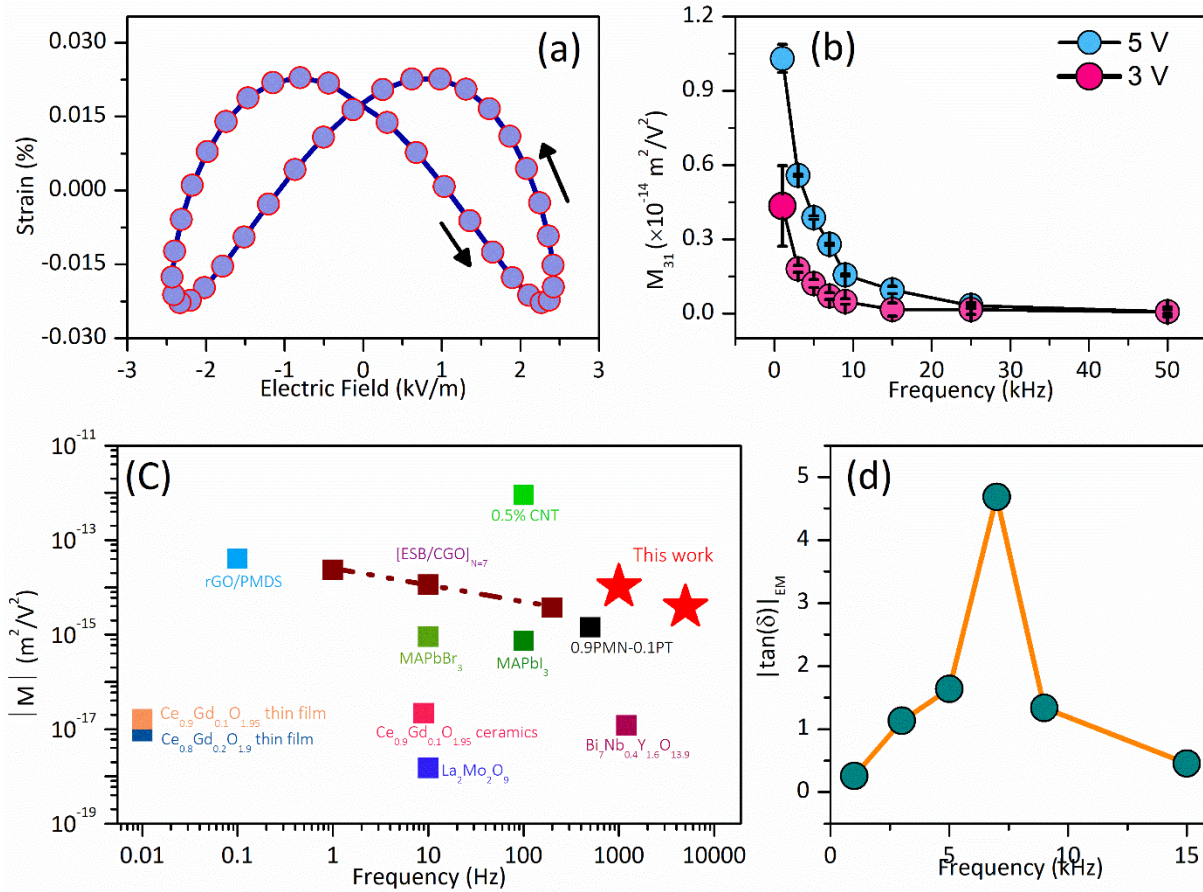 (a)
0.030
0.015
0.000
-0.015
-0.030
Strain (%)
-3 -2 -1 0 1 2 3
Electric Field (kV/m)
(b)
5 V
3 V
1.2
0.9
0.6
0.3
0.0
M31 (×10-14 m2/V2)
0 10 20 30 40 50
Frequency (kHz)
(C)
10-11
10-13
10-15
10-17
10-19
|M| (m2/V2)
0.5% CNT
rGO/PMDS
[ESB/CGO]N=7
This work
MAPbBr3
MAPbI3
0.9PMN-0.1PT
Ce0.9Gd0.1O1.95 thin film
Ce0.8Gd0.2O1.9 thin film
Ce0.9Gd0.1O1.95 ceramics
Bi7Nb0.4Y1.6O13.9
La2Mo2O9
0.01 0.1 1 10 100 1000 10000
Frequency (Hz)
(d)
5
4
3
2
1
0
|tan(δ)|EM
0 5 10 15
Frequency (kHz)